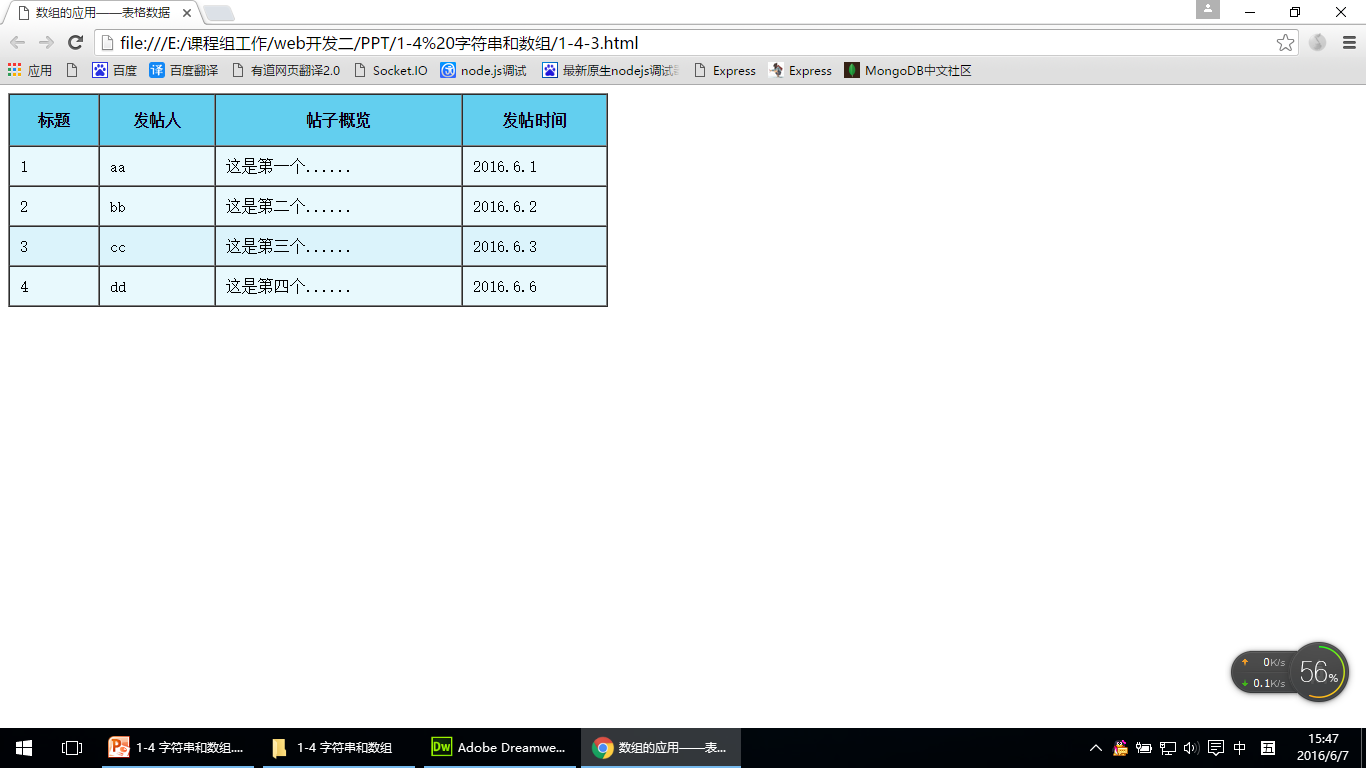 数组的应用——表格数据
file:///E:/课程组工作/web开发二/PPT/1-4%20字符串和数组/1-4-3.html
应用 百度 译 百度翻译 有道网页翻译2.0 Socket.IO node.js调试 最新原生nodejs调试 Express Express MongoDB中文社区
标题 发帖人 帖子概览 发帖时间
1 aa 这是第一个...... 2016.6.1
2 bb 这是第二个...... 2016.6.2
3 cc 这是第三个...... 2016.6.3
4 dd 这是第四个...... 2016.6.6
0K/s
0.1K/s
56%
1-4 字符串和数组.... 1-4 字符串和数组 Dw Adobe Dreamwe... 数组的应用——表... 中 五
15:47
2016/6/7